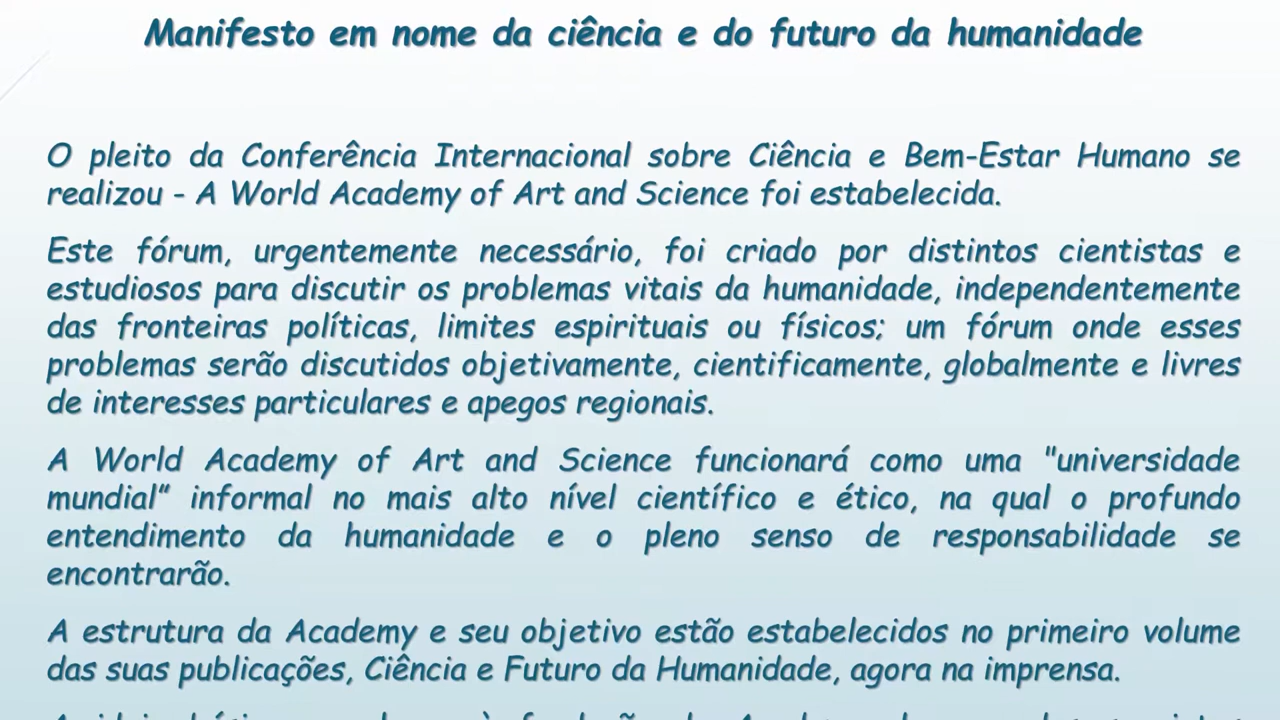 Manifesto em nome da ciência e do futuro da humanidade
O pleito da Conferência Internacional sobre Ciência e Bem-Estar Humano se
realizou - A World Academy of Art and Science foi estabelecida.
Este fórum, urgentemente necessário, foi criado por distintos cientistas e
estudiosos para discutir os problemas vitais da humanidade, independentemente
das fronteiras políticas, limites espirituais ou físicos; um fórum onde esses
problemas serão discutidos objetivamente, cientificamente, globalmente e livres
de interesses particulares e apegos regionais.
A World Academy of Art and Science funcionará como uma "universidade
mundial” informal no mais alto nível científico e ético, na qual o profundo
entendimento da humanidade e o pleno senso de responsabilidade se
encontrarão.
A estrutura da Academy e seu objetivo estão estabelecidos no primeiro volume
das suas publicações, Ciência e Futuro da Humanidade, agora na imprensa.